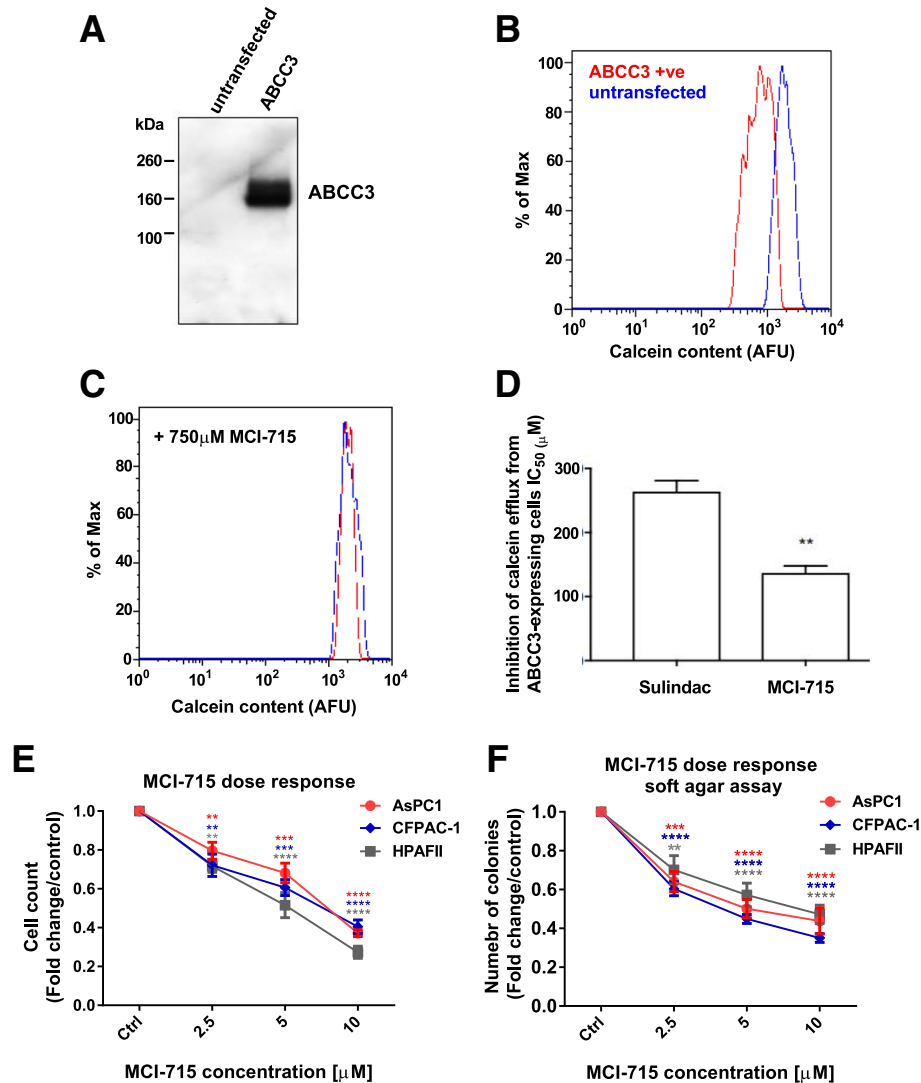 A
untransfected
ABCC3
kDa
260
160
100
ABCC3
B
ABCC3 +ve
untransfected
% of Max
100
80
60
40
20
0
10^0 10^1 10^2 10^3 10^4
Calcein content (AFU)
C
+ 750μM MCI-715
% of Max
100
80
60
40
20
0
10^0 10^1 10^2 10^3 10^4
Calcein content (AFU)
D
Inhibition of calcein efflux from
ABCC3-expressing cells IC50 (μM)
300
200
100
**
Sulindac MCI-715
E
MCI-715 dose response
AsPC1
CFPAC-1
HPAFII
Cell count
(Fold change/control)
1.0
0.8
0.6
0.4
0.2
0.0
**
**
**
***
***
****
****
****
****
Ctrl 2.5 5 10
MCI-715 concentration [μM]
F
MCI-715 dose response
soft agar assay
AsPC1
CFPAC-1
HPAFII
Numebr of colonies
(Fold change/control)
1.0
0.8
0.6
0.4
0.2
0.0
***
****
**
****
****
****
****
****
****
Ctrl 2.5 5 10
MCI-715 concentration [μM]